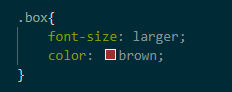 .box{
    font-size: larger;
    color: brown;
}